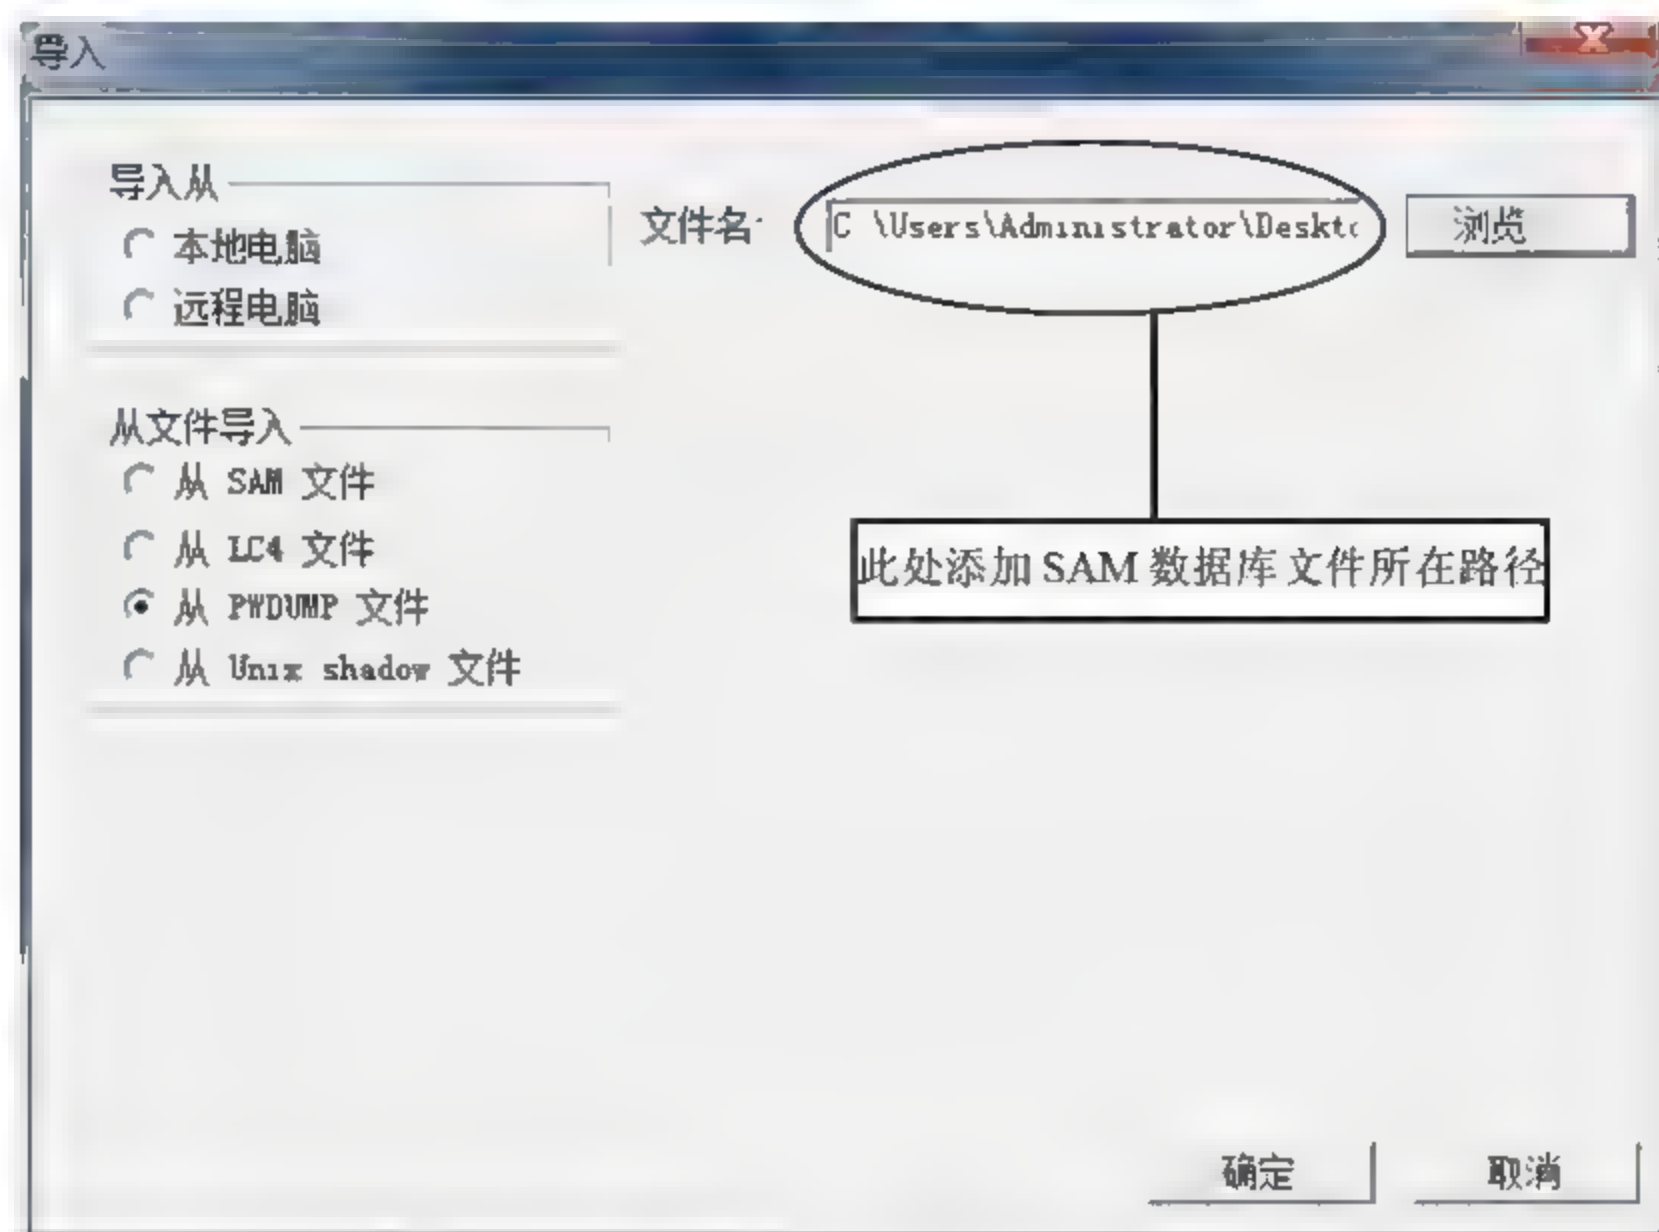 导入
导入从
本地电脑
远程电脑
文件名:
C \Users\Administrator\Deskto
浏览
从文件导入
从 SAM 文件
从 LC4 文件
从 PWDUMP 文件
从 Unix shadow 文件
此处添加 SAM 数据库文件所在路径
确定
取消